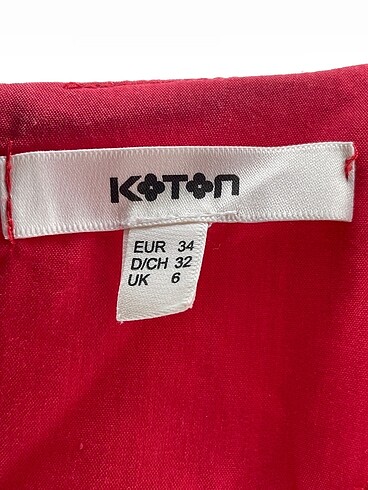 KOTON
EUR 34
D/CH 32
UK 6